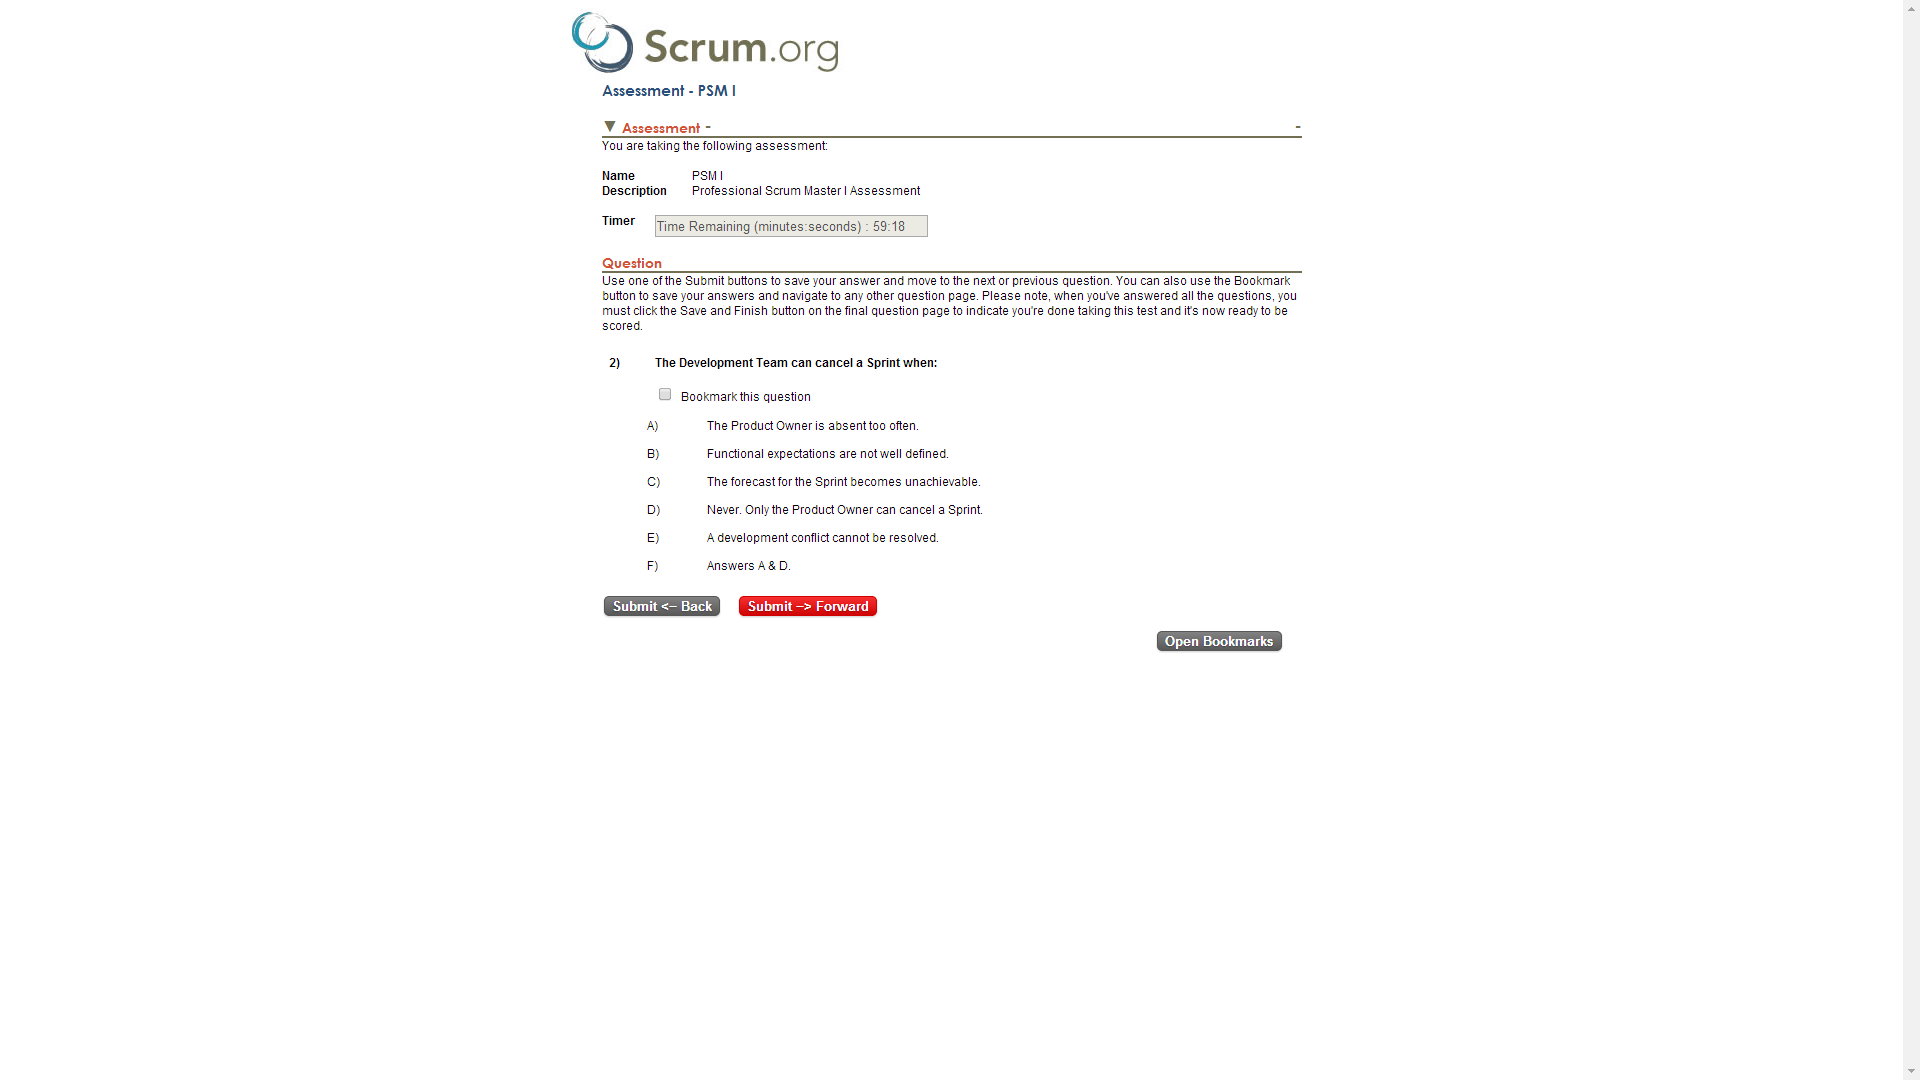 Scrum.org
Assessment - PSM I
▼ Assessment - -
You are taking the following assessment:
Name PSM I
Description Professional Scrum Master I Assessment
Timer Time Remaining (minutes:seconds) : 59:18
Question
Use one of the Submit buttons to save your answer and move to the next or previous question. You can also use the Bookmark
button to save your answers and navigate to any other question page. Please note, when you've answered all the questions, you
must click the Save and Finish button on the final question page to indicate you're done taking this test and it's now ready to be
scored.
2) The Development Team can cancel a Sprint when:
Bookmark this question
A) The Product Owner is absent too often.
B) Functional expectations are not well defined.
C) The forecast for the Sprint becomes unachievable.
D) Never. Only the Product Owner can cancel a Sprint.
E) A development conflict cannot be resolved.
F) Answers A & D.
Submit <-- Back Submit --> Forward
Open Bookmarks